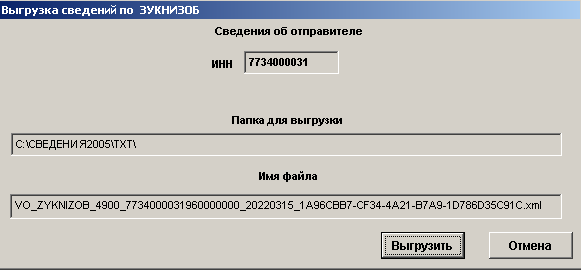 Выгрузка сведений по ЗУКНИЗОБ
Сведения об отправителе
ИНН 7734000031
Папка для выгрузки
C:\СВЕДЕНИЯ2005\TXT\
Имя файла
VO_ZYKNIZOB_4900_7734000031960000000_20220315_1A96CBB7-CF34-4A21-B7A9-1D786D35C91C.xml
Выгрузить Отмена